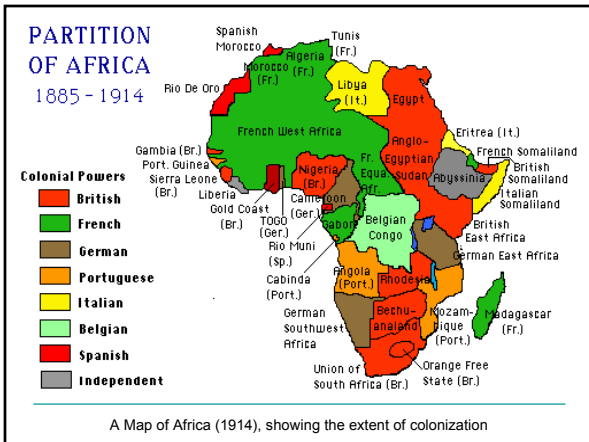 PARTITION
OF AFRICA
1885 - 1914
Spanish
Morocco
Tunis
(Fr.)
Morocco
(Fr.)
Algeria
(Fr.)
Libya
(It.)
Egypt
Rio De Oro
French West Africa
Anglo-
Egyptian
Sudan
Eritrea (It.)
French Somaliland
British
Somaliland
Italian
Somaliland
Abyssinia
Gambia (Br.)
Port. Guinea
Sierra Leone
(Br.)
Liberia
Gold Coast
(Br.)
TOGO
(Ger.)
Nigeria
(Br.)
Cameroon
(Ger.)
Fr.
Equa.
Afr.
Rio Muni
(Sp.)
Gabon
Cabinda
(Port.)
Belgian
Congo
British
East Africa
German East Africa
Angola
(Port.)
Rhodesia
German
Southwest
Africa
Bechu-
analand
Mozam-
bique
(Port.)
Madagascar
(Fr.)
Union of
South Africa (Br.)
Orange Free
State (Br.)
Colonial Powers
British
French
German
Portuguese
Italian
Belgian
Spanish
Independent
A Map of Africa (1914), showing the extent of colonization